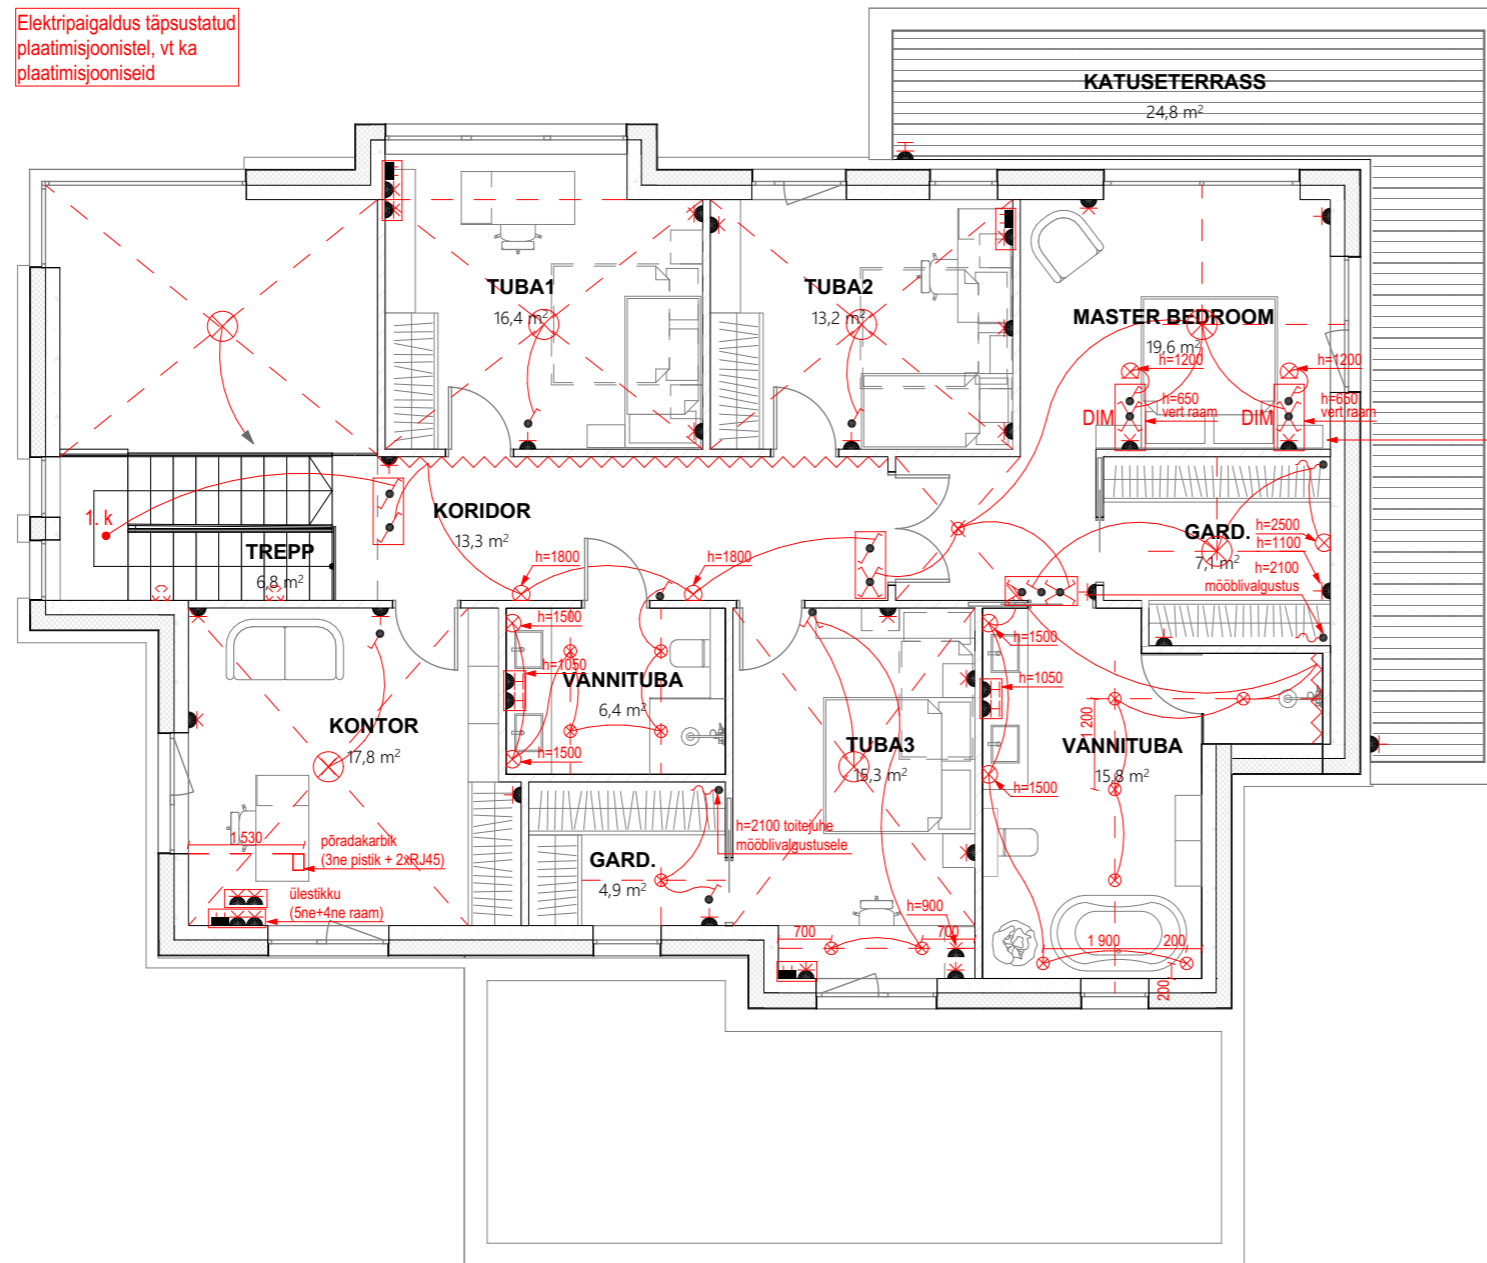 Elektripaigaldus täpsustatud
plaatimisjoonistel, vt ka
plaatimisjooniseid
KATUSETERRASS
24,8 m²
TUBA1
16,4 m²
TUBA2
13,2 m²
MASTER BEDROOM
19,6 m²
h=1200
h=1200
h=650
vert raam
DIM
h=650
vert raam
DIM
KORIDOR
13,3 m²
1. k
TREPP
6,8 m²
h=1800
h=1800
GARD.
7,1 m²
h=2500
h=1100
h=2100
mööblivalgustus
h=1500
h=1050
VANNITUBA
6,4 m²
h=1500
KONTOR
17,8 m²
TUBA3
15,3 m²
h=1500
h=1050
1 200
VANNITUBA
15,8 m²
h=1500
1 530
põradakarbik
(3ne pistik + 2xRJ45)
ülestikku
(5ne+4ne raam)
h=2100 toitejuhe
mööblivalgustusele
GARD.
4,9 m²
h=900
700
700
1 900
200
200